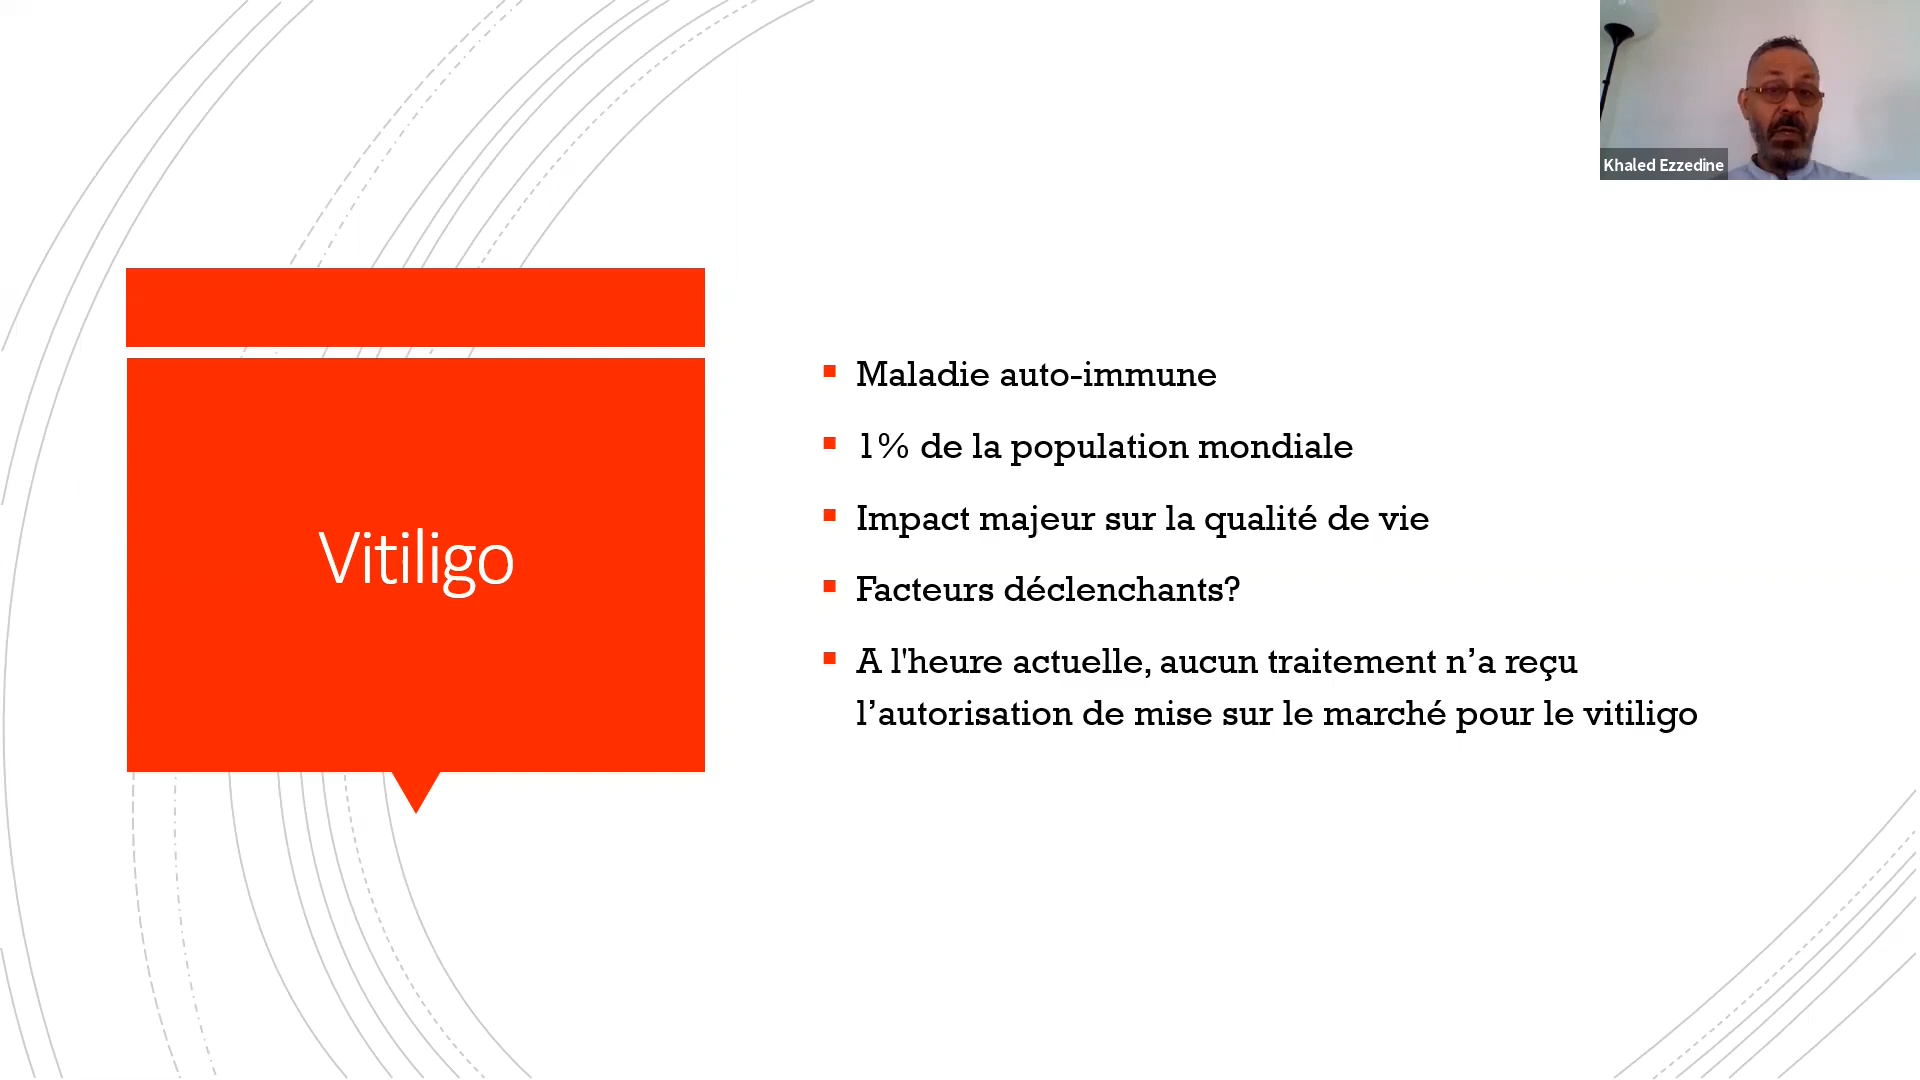 Khaled Ezzedine
Vitiligo
Maladie auto-immune
1% de la population mondiale
Impact majeur sur la qualité de vie
Facteurs déclenchants?
A l'heure actuelle, aucun traitement n’a reçu
l’autorisation de mise sur le marché pour le vitiligo